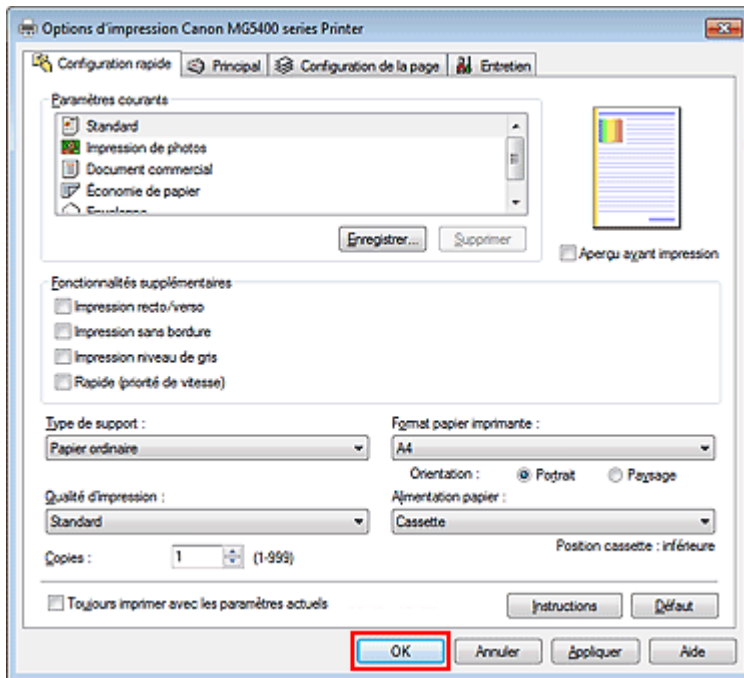 Options d'impression Canon MG5400 series Printer
Configuration rapide
Principal
Configuration de la page
Entretien
Paramètres courants
Standard
Impression de photos
Document commercial
Économie de papier
Enregistrer...
Supprimer
Aperçu avant impression
Fonctionnalités supplémentaires
Impression recto/verso
Impression sans bordure
Impression niveau de gris
Rapide (priorité de vitesse)
Type de support :
Papier ordinaire
Format papier imprimante :
A4
Orientation :
Portrait
Paysage
Qualité d'impression :
Standard
Alimentation papier :
Cassette
Copies :
1
(1-999)
Position cassette : inférieure
Toujours imprimer avec les paramètres actuels
Instructions
Défaut
OK
Annuler
Appliquer
Aide